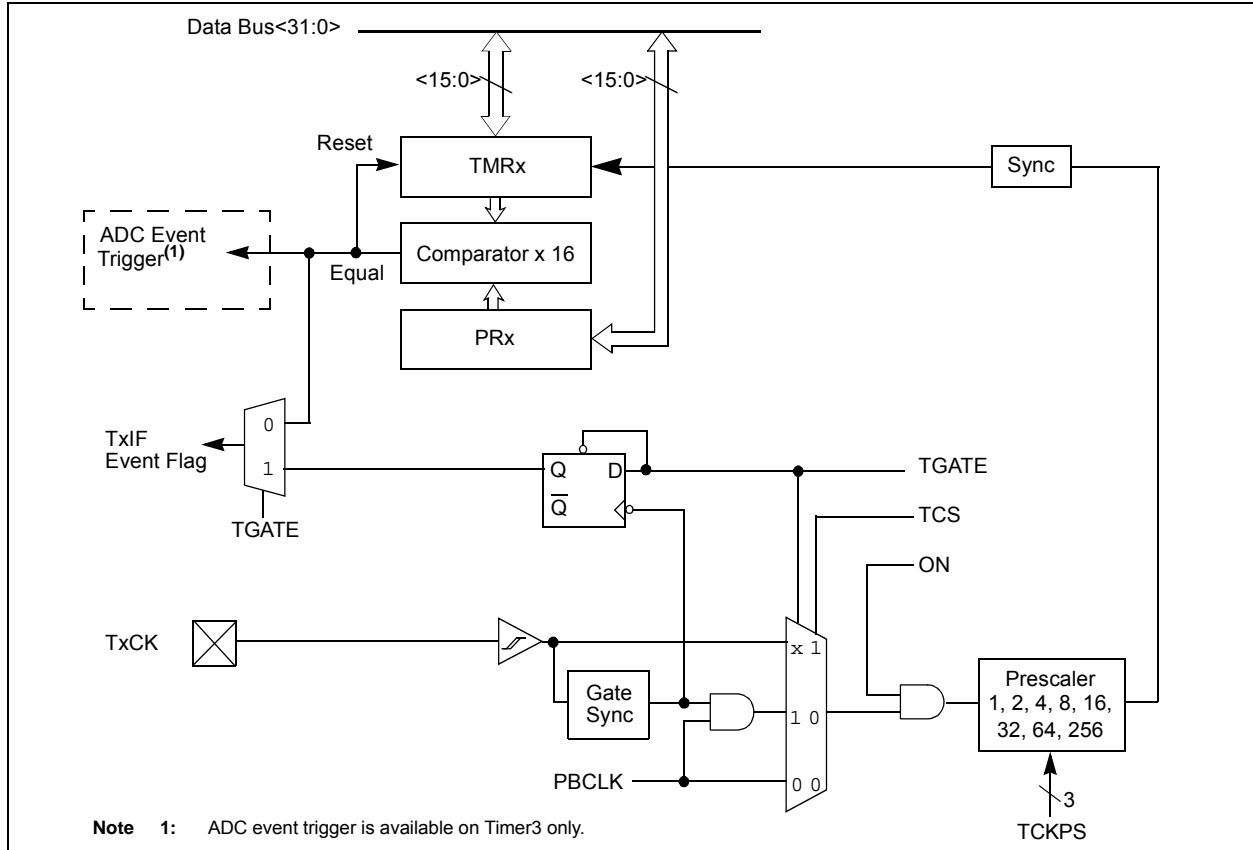 Data Bus<31:0>
<15:0>
<15:0>
Reset
TMRx
Sync
ADC Event
Trigger(1)
Equal
Comparator x 16
PRx
0
TxIF
Event Flag
1
Q
D
Q
TGATE
TGATE
TCS
ON
TxCK
x 1
Gate
Sync
1 0
Prescaler
1, 2, 4, 8, 16,
32, 64, 256
PBCLK
0 0
3
TCKPS
Note 1: ADC event trigger is available on Timer3 only.